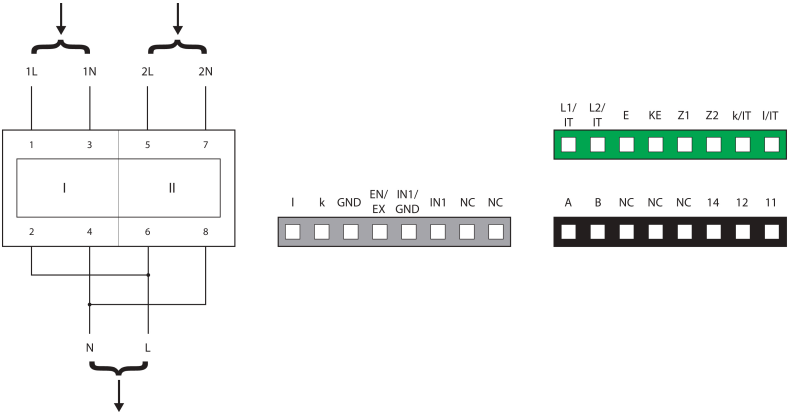 1L 1N 2L 2N
1 3 5 7
I II
2 4 6 8
N L
l k GND EN/EX IN1/GND IN1 NC NC
L1/IT L2/IT E KE Z1 Z2 k/IT l/IT
A B NC NC NC 14 12 11